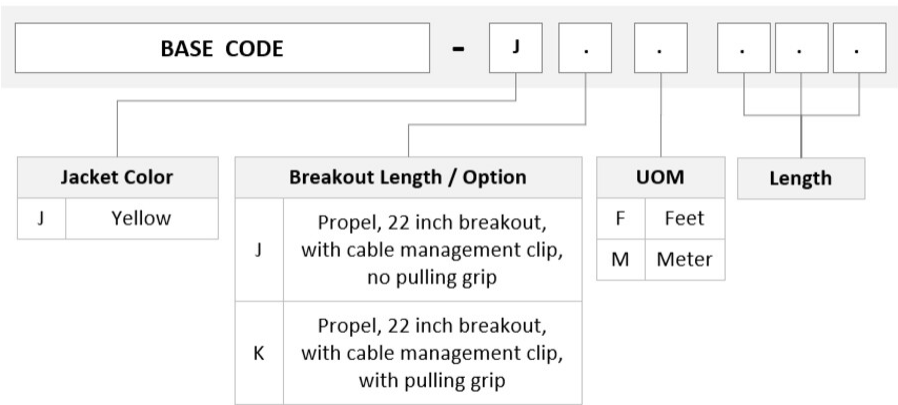 BASE CODE - J . . . . .
Jacket Color
J Yellow
Breakout Length / Option
J Propel, 22 inch breakout,
with cable management clip,
no pulling grip
K Propel, 22 inch breakout,
with cable management clip,
with pulling grip
UOM
F Feet
M Meter
Length